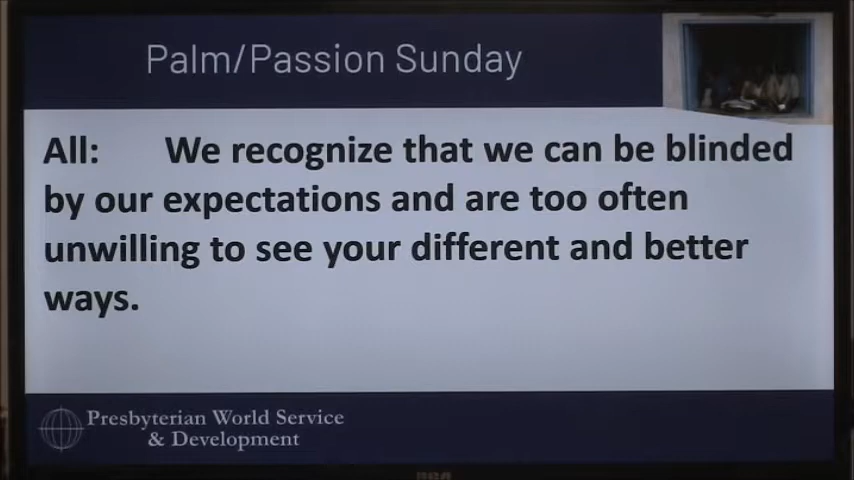 Palm/Passion Sunday
All: We recognize that we can be blinded
by our expectations and are too often
unwilling to see your different and better
ways.
Presbyterian World Service
& Development
RCA